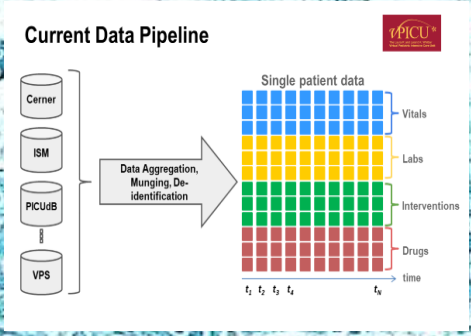 Current Data Pipeline
vPICU
Cerner
ISM
PICUdB
VPS
Data Aggregation,
Munging, De-
identification
Single patient data
Vitals
Labs
Interventions
Drugs
time
t1 t2 t3 t4 tN